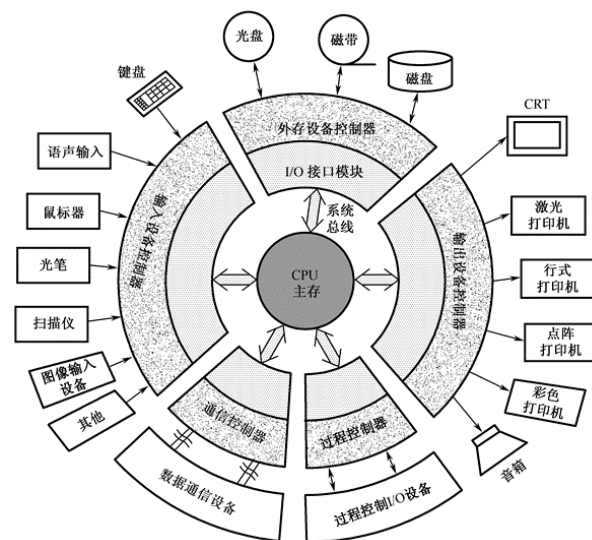 光盘
磁带
磁盘
键盘
CRT
外存设备控制器
I/O 接口模块
语声输入
鼠标器
光笔
扫描仪
图像输入
设备
其他
输入设备控制器
系统
总线
CPU
主存
输出设备控制器
激光
打印机
行式
打印机
点阵
打印机
彩色
打印机
音箱
通信控制器
过程控制器
数据通信设备
过程控制I/O设备